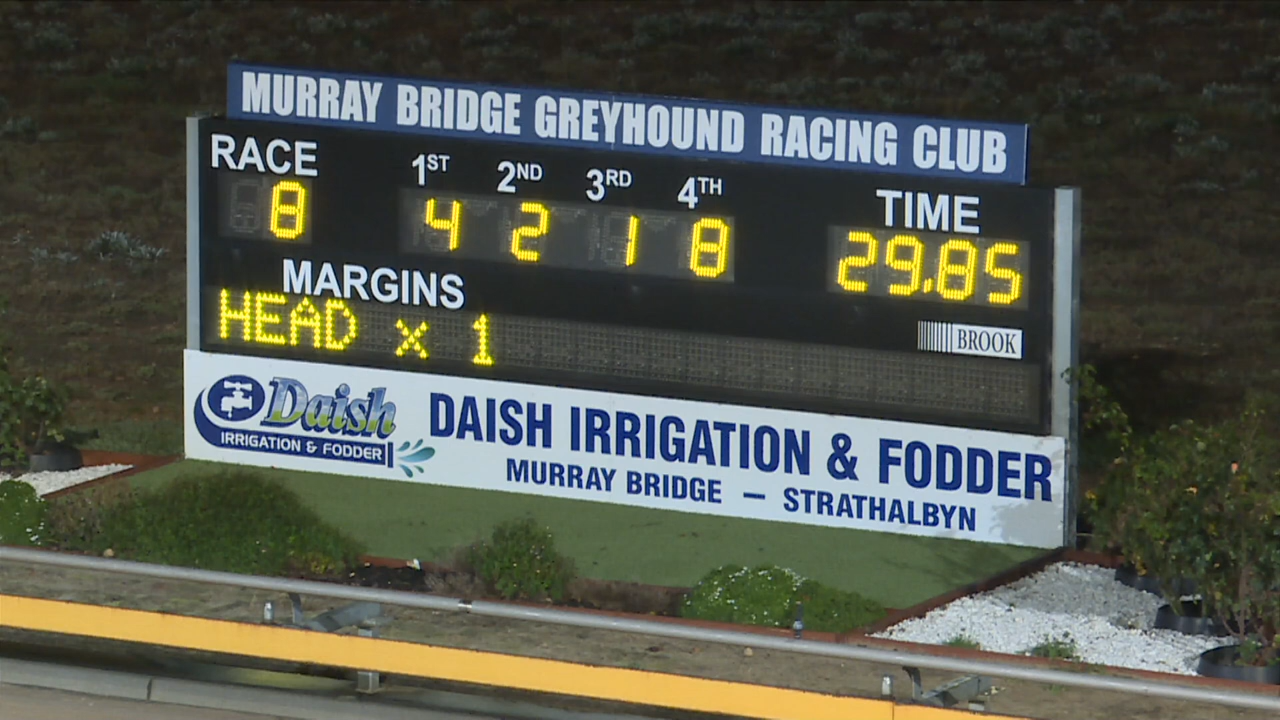 MURRAY BRIDGE GREYHOUND RACING CLUB
RACE 1ST 2ND 3RD 4TH TIME
8 4 2 1 8 29.85
MARGINS
HEAD x 1
BROOK
Daish
IRRIGATION & FODDER
DAISH IRRIGATION & FODDER
MURRAY BRIDGE — STRATHALBYN